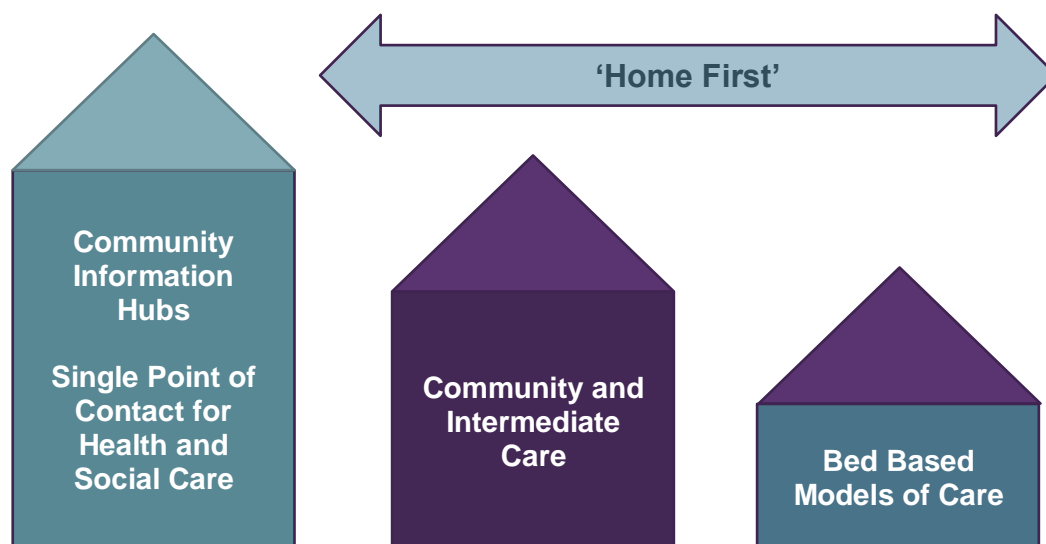 ‘Home First’
Community
Information
Hubs
Single Point of
Contact for
Health and
Social Care
Community and
Intermediate
Care
Bed Based
Models of Care